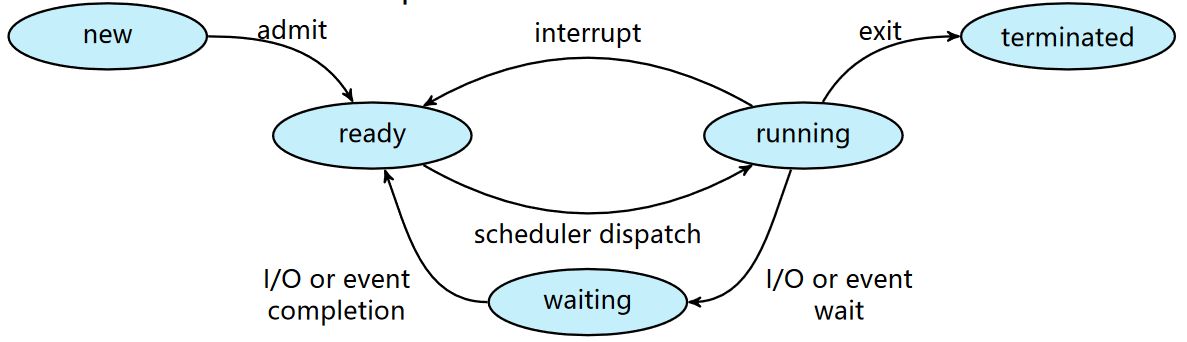 new
admit
interrupt
exit
terminated
ready
running
scheduler dispatch
I/O or event
completion
waiting
I/O or event
wait